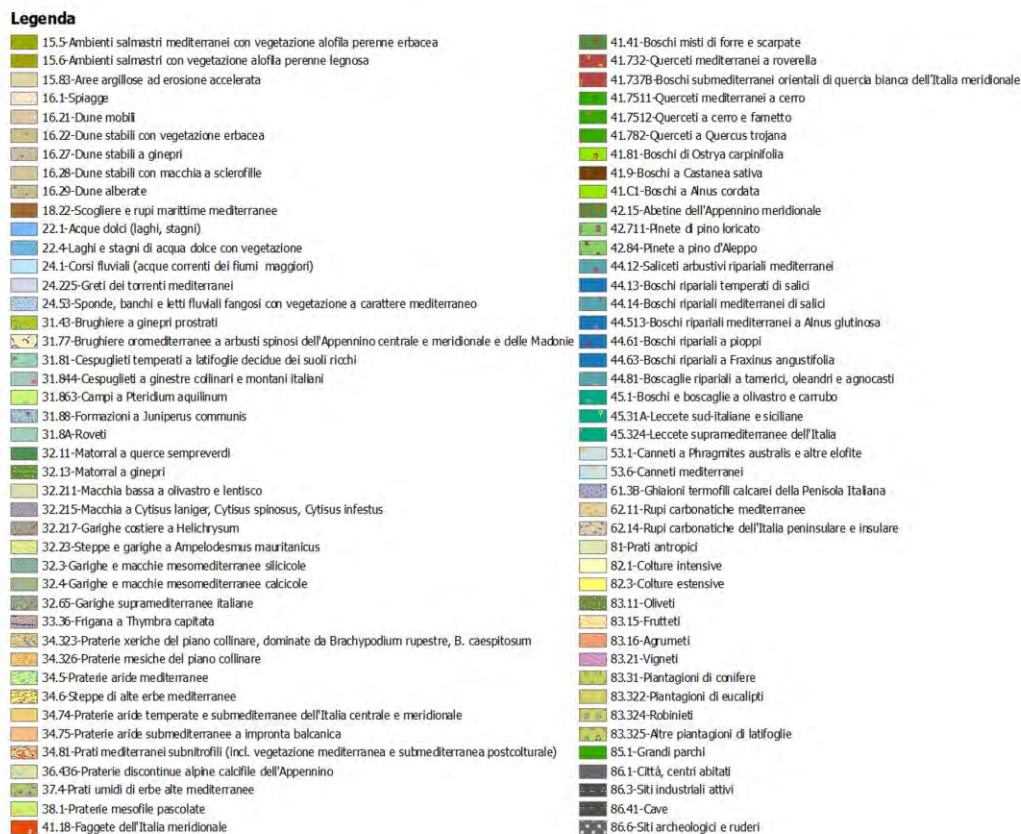 Legenda
15.5-Ambienti salmastri mediterranei con vegetazione alofila perenne erbacea
15.6-Ambienti salmastri con vegetazione alofila perenne legnosa
15.83-Aree argillose ad erosione accelerata
16.1-Spiagge
16.21-Dune mobili
16.22-Dune stabili con vegetazione erbacea
16.27-Dune stabili a ginepri
16.28-Dune stabili con macchia a sclerofille
16.29-Dune alberate
18.22-Scogliere e rupi marittime mediterranee
22.1-Acque dolci (laghi, stagni)
22.4-Laghi e stagni di acqua dolce con vegetazione
24.1-Corsi fluviali (acque correnti dei fiumi maggiori)
24.225-Greti dei torrenti mediterranei
24.53-Sponde, banchi e letti fluviali fangosi con vegetazione a carattere mediterraneo
31.43-Brughiere a ginepri prostrati
31.77-Brughiere oromediterranee a arbusti spinosi dell'Appennino centrale e meridionale e delle Madonie
31.81-Cespuglieti temperati a latifoglie decidue dei suoli ricchi
31.844-Cespuglieti a ginestre collinari e montani italiani
31.863-Campi a Pteridium aquilinum
31.88-Formazioni a Juniperus communis
31.8A-Roveti
32.11-Matorral a querce sempreverdi
32.13-Matorral a ginepri
32.211-Macchia bassa a olivastro e lentisco
32.215-Macchia a Cytisus laniger, Cytisus spinosus, Cytisus infestus
32.217-Garighe costiere a Helichrysum
32.23-Steppe e garighe a Ampelodesmus mauritanicus
32.3-Garighe e macchie mesomediterranee silicicole
32.4-Garighe e macchie mesomediterranee calcicole
32.65-Garighe supramediterranee italiane
33.36-Frigana a Thymbra capitata
34.323-Praterie xeriche del piano collinare, dominate da Brachypodium rupestre, B. caespitosum
34.326-Praterie mesiche del piano collinare
34.5-Praterie aride mediterranee
34.6-Steppe di alte erbe mediterranee
34.74-Praterie aride temperate e submediterranee dell'Italia centrale e meridionale
34.75-Praterie aride submediterranee a impronta balcanica
34.81-Prati mediterranei subnitrofili (incl. vegetazione mediterranea e submediterranea postcolturale)
36.436-Praterie discontinue alpine calcifile dell'Appennino
37.4-Prati umidi di erbe alte mediterranee
38.1-Praterie mesofile pascolate
41.18-Faggete dell'Italia meridionale
41.41-Boschi misti di forre e scarpate
41.732-Querceti mediterranei a roverella
41.737B-Boschi submediterranei orientali di quercia bianca dell'Italia meridionale
41.7511-Querceti mediterranei a cerro
41.7512-Querceti a cerro e farnetto
41.782-Querceti a Quercus trojana
41.81-Boschi di Ostrya carpinifolia
41.9-Boschi a Castanea sativa
41.C1-Boschi a Alnus cordata
42.15-Abetine dell'Appennino meridionale
42.711-Pinete di pino loricato
42.84-Pinete a pino d'Aleppo
44.12-Saliceti arbustivi ripariali mediterranei
44.13-Boschi ripariali temperati di salici
44.14-Boschi ripariali mediterranei di salici
44.513-Boschi ripariali mediterranei a Alnus glutinosa
44.61-Boschi ripariali a pioppi
44.63-Boschi ripariali a Fraxinus angustifolia
44.81-Boscaglie ripariali a tamerici, oleandri e agnocasti
45.1-Boschi e boscaglie a olivastro e carrubo
45.31A-Leccete sud-italiane e siciliane
45.324-Leccete supramediterranee dell'Italia
53.1-Canneti a Phragmites australis e altre elofite
53.6-Canneti mediterranei
61.3B-Ghiaioni termofili calcarei della Penisola Italiana
62.11-Rupi carbonatiche mediterranee
62.14-Rupi carbonatiche dell'Italia peninsulare e insulare
81-Prati antropici
82.1-Colture intensive
82.3-Colture estensive
83.11-Oliveti
83.15-Frutteti
83.16-Agrumeti
83.21-Vigneti
83.31-Piantagioni di conifere
83.322-Piantagioni di eucalipti
83.324-Robinieti
83.325-Altre piantagioni di latifoglie
85.1-Grandi parchi
86.1-Città, centri abitati
86.3-Siti industriali attivi
86.41-Cave
86.6-Siti archeologici e ruderi